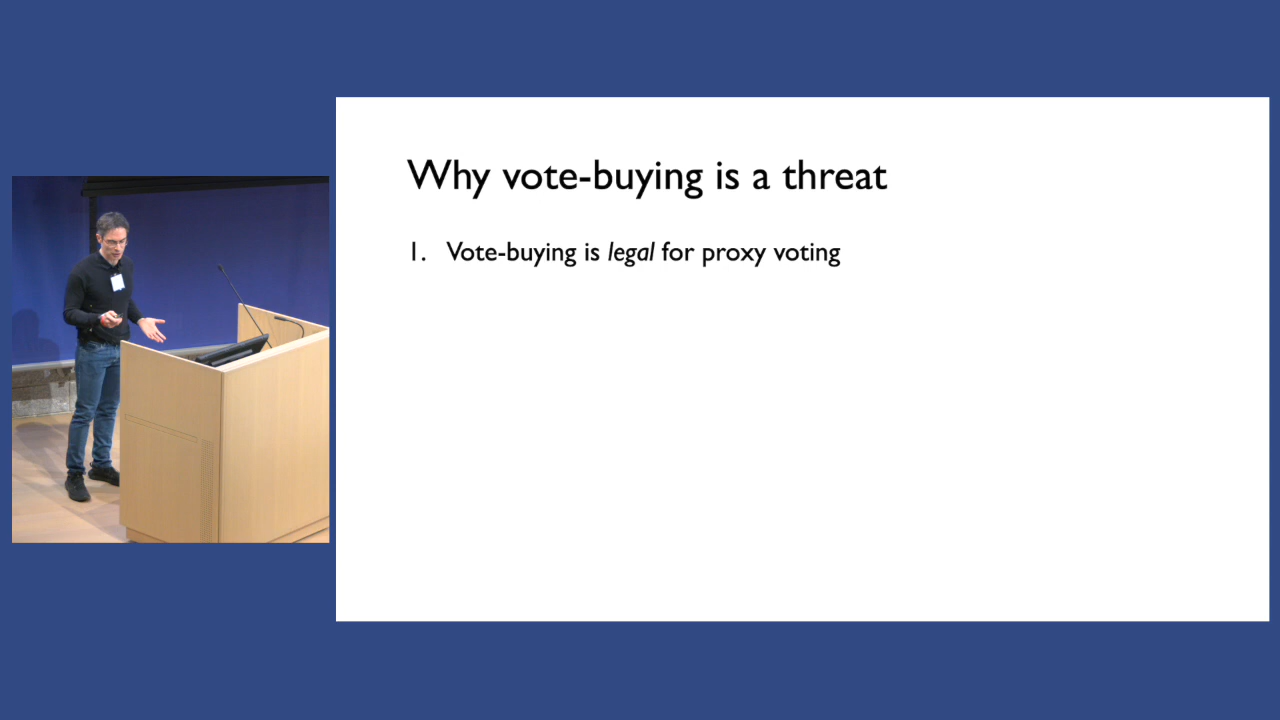 Why vote-buying is a threat
1. Vote-buying is legal for proxy voting